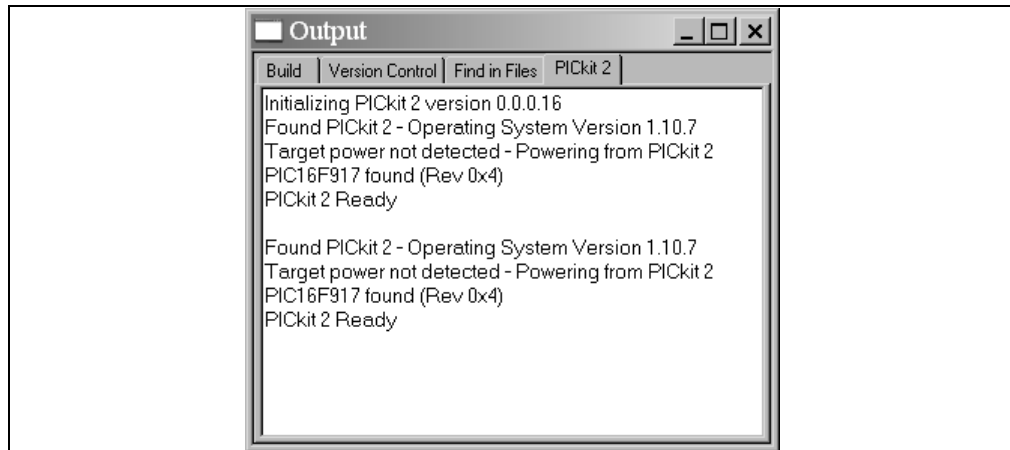 Output
Build Version Control Find in Files PICkit 2
Initializing PICkit 2 version 0.0.0.16
Found PICkit 2 - Operating System Version 1.10.7
Target power not detected - Powering from PICkit 2
PIC16F917 found (Rev 0x4)
PICkit 2 Ready
Found PICkit 2 - Operating System Version 1.10.7
Target power not detected - Powering from PICkit 2
PIC16F917 found (Rev 0x4)
PICkit 2 Ready